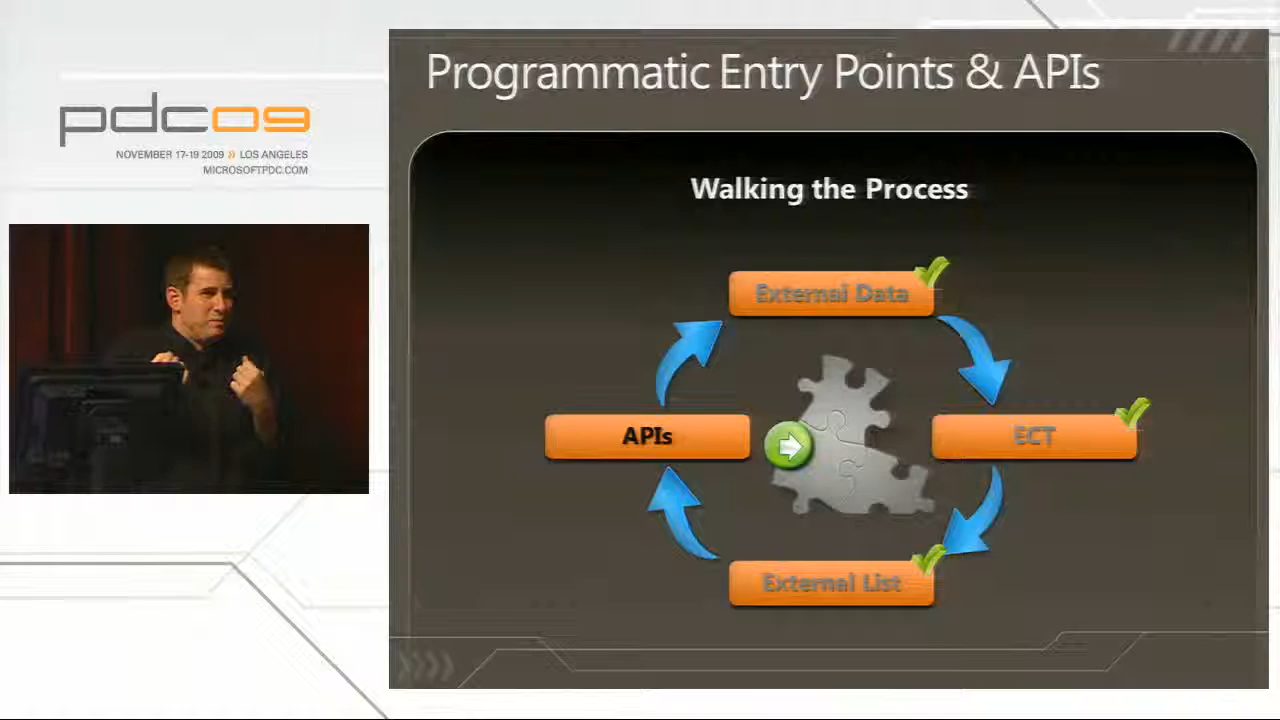 pdc09
NOVEMBER 17-19 2009 » LOS ANGELES
MICROSOFTPDC.COM
Programmatic Entry Points & APIs
Walking the Process
External Data
APIs
ECT
External List